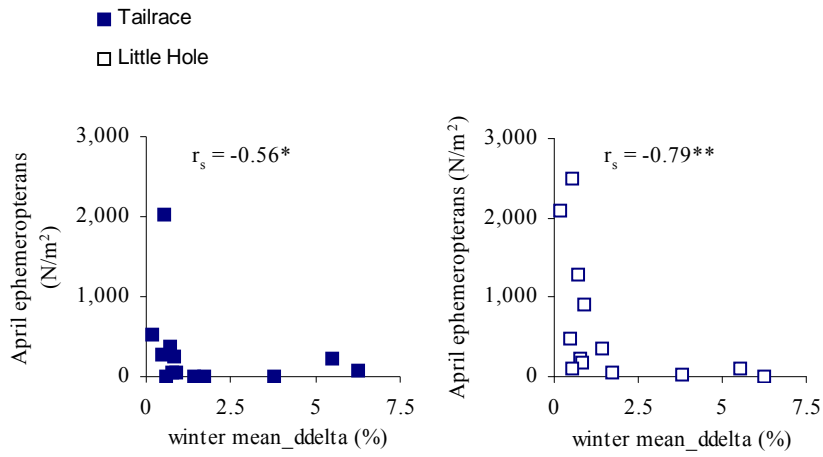 Tailrace
Little Hole
April ephemeropterans
(N/m²)
3,000
2,000
1,000
0
r_s = -0.56*
0
2.5
5
7.5
winter mean_ddelta (%)
April ephemeropterans (N/m²)
3,000
2,000
1,000
0
r_s = -0.79**
0
2.5
5
7.5
winter mean_ddelta (%)